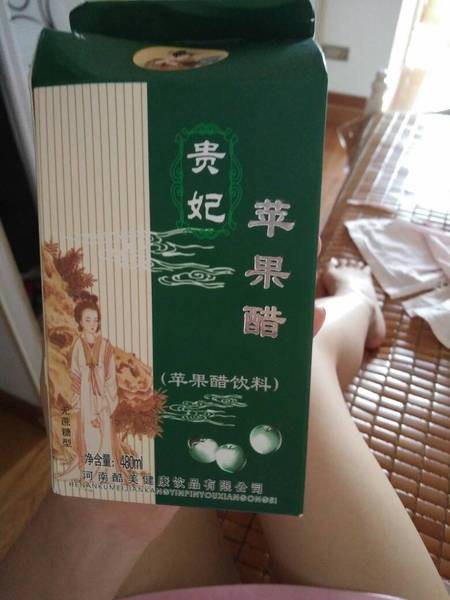 贵妃
苹果醋
(苹果醋饮料)
无蔗糖型
净含量:480ml
河南酷美健康饮品有限公司
HENANKUMEIJIANKANGYINPINYOUXIANGONGSI